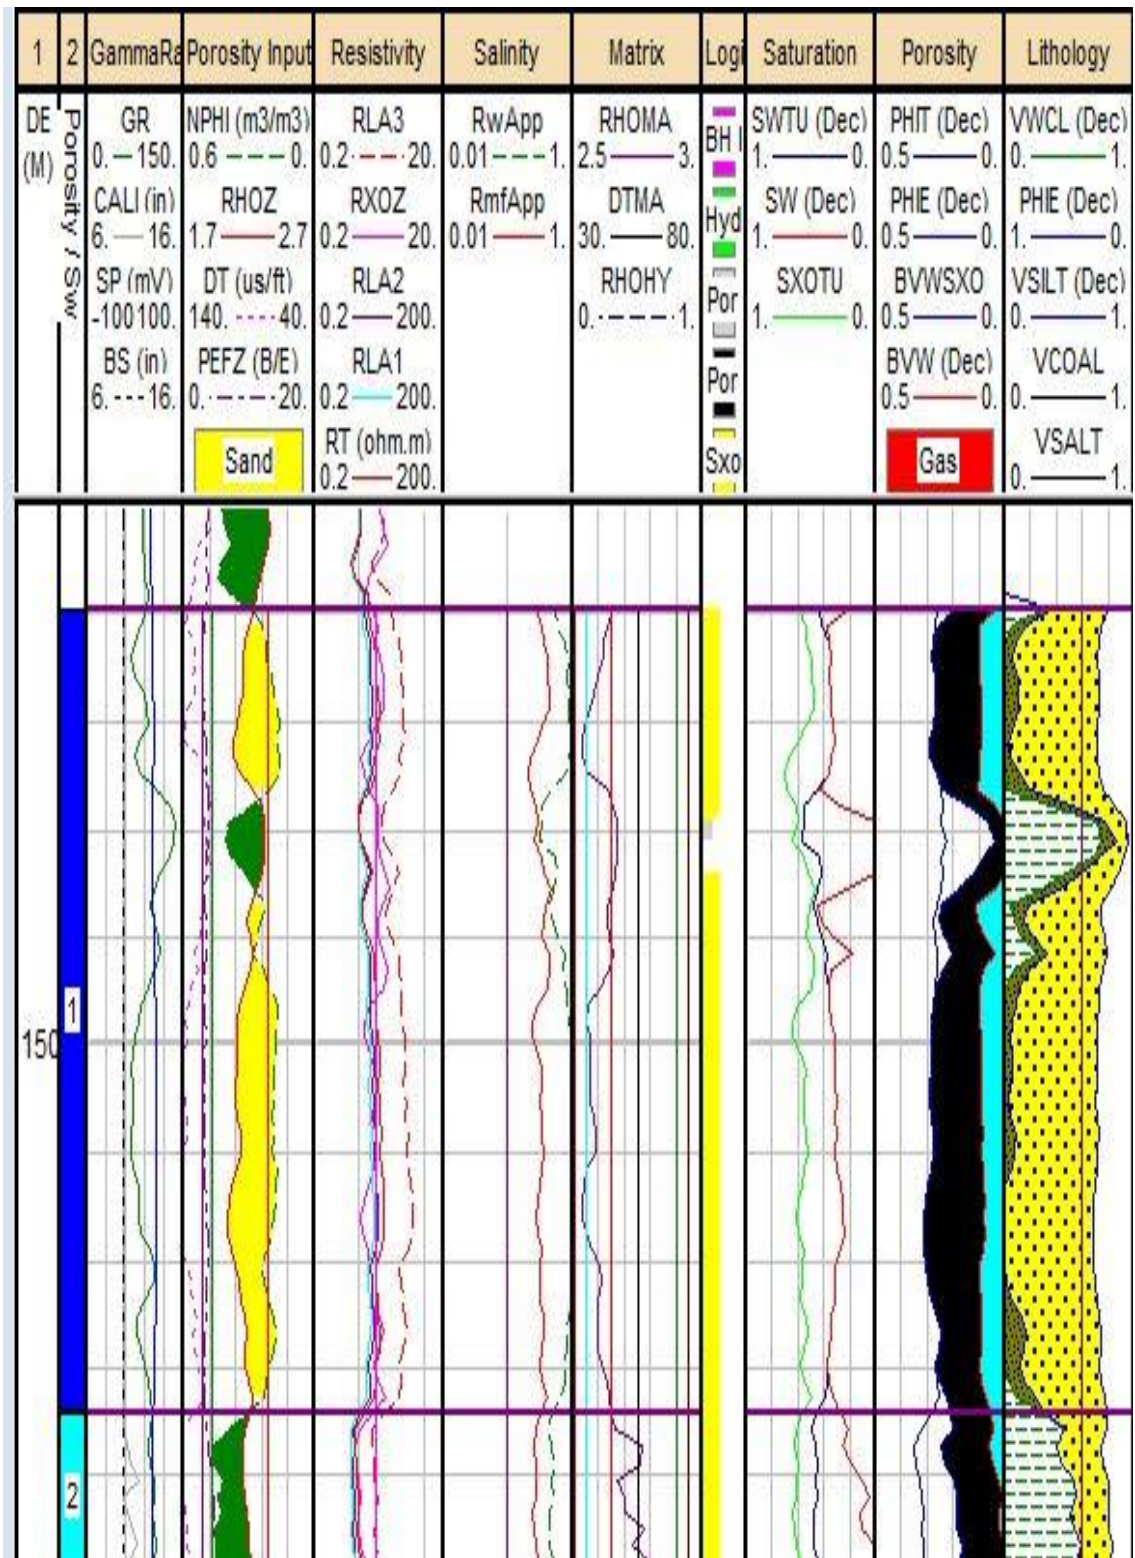 1 2 GammaRa Porosity Input Resistivity Salinity Matrix Logi Saturation Porosity Lithology
DE (M)
Porosity / Sw
GR
0. 150.
CALI (in)
6. 16.
SP (mV)
-100 100.
BS (in)
6. 16.
NPHI (m3/m3)
0.6 0.
RHOZ
1.7 2.7
DT (us/ft)
140. 40.
PEFZ (B/E)
0. 20.
Sand
RLA3
0.2 20.
RXOZ
0.2 20.
RLA2
0.2 200.
RLA1
0.2 200.
RT (ohm.m)
0.2 200.
RwApp
0.01 1.
RmfApp
0.01 1.
RHOMA
2.5 3.
DTMA
30. 80.
RHOHY
0. 1.
BH I
Hyd
Por
Por
Sxo
SWTU (Dec)
1. 0.
SW (Dec)
1. 0.
SXOTU
1. 0.
PHIT (Dec)
0.5 0.
PHIE (Dec)
0.5 0.
BVWSXO
0.5 0.
BVW (Dec)
0.5 0.
Gas
VWCL (Dec)
0. 1.
PHIE (Dec)
1. 0.
VSILT (Dec)
0. 1.
VCOAL
0. 1.
VSALT
0. 1.
1
150
2